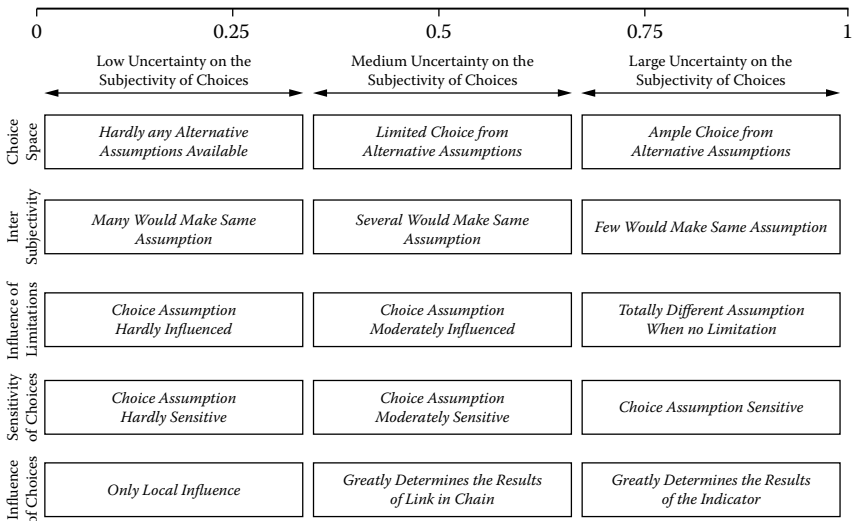 0 0.25 0.5 0.75 1
Low Uncertainty on the
Subjectivity of Choices
Medium Uncertainty on the
Subjectivity of Choices
Large Uncertainty on the
Subjectivity of Choices
Choice
Space
Hardly any Alternative
Assumptions Available
Limited Choice from
Alternative Assumptions
Ample Choice from
Alternative Assumptions
Inter
Subjectivity
Many Would Make Same
Assumption
Several Would Make Same
Assumption
Few Would Make Same Assumption
Influence of
Limitations
Choice Assumption
Hardly Influenced
Choice Assumption
Moderately Influenced
Totally Different Assumption
When no Limitation
Sensitivity
of Choices
Choice Assumption
Hardly Sensitive
Choice Assumption
Moderately Sensitive
Choice Assumption Sensitive
Influence
of Choices
Only Local Influence
Greatly Determines the Results
of Link in Chain
Greatly Determines the Results
of the Indicator